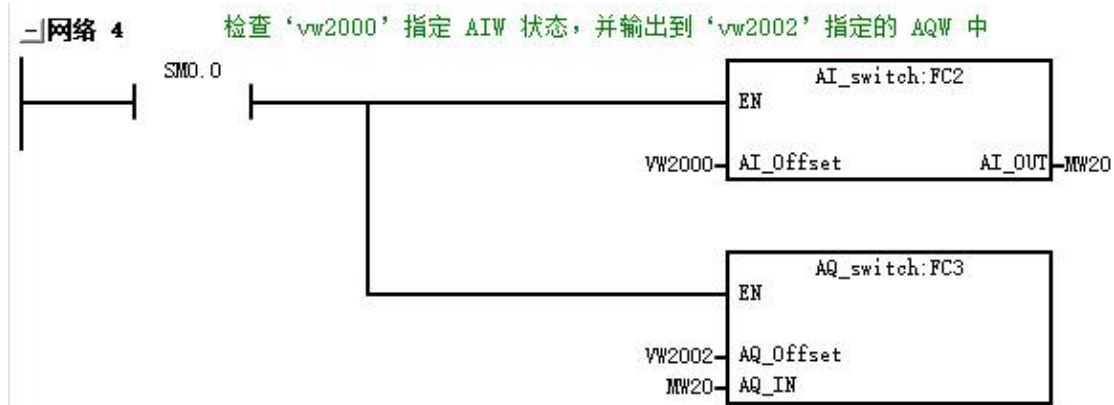 网络 4 检查‘vw2000’指定 AIW 状态，并输出到‘vw2002’指定的 AQW 中
SM0.0
AI_switch:FC2
EN
VW2000 AI_Offset AI_OUT MW20
AQ_switch:FC3
EN
VW2002 AQ_Offset
MW20 AQ_IN